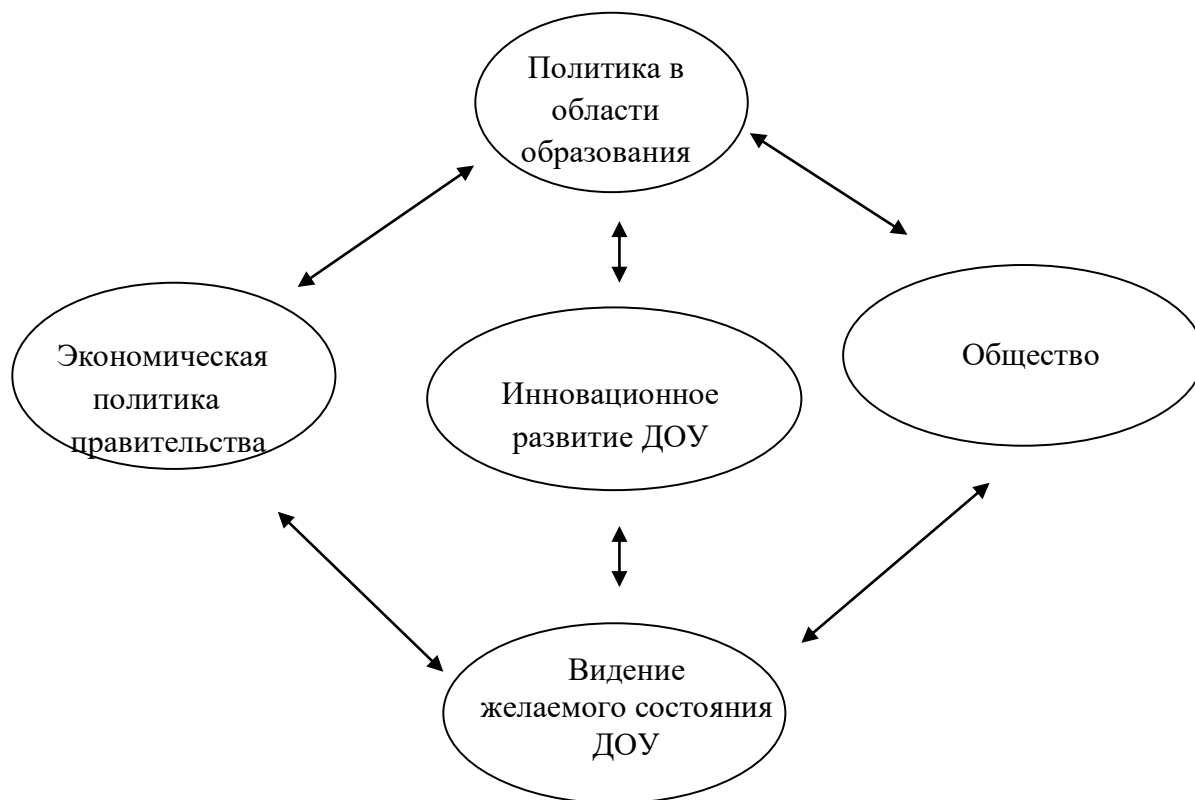 Политика в
области
образования
Экономическая
политика
правительства
Инновационное
развитие ДОУ
Общество
Видение
желаемого состояния
ДОУ